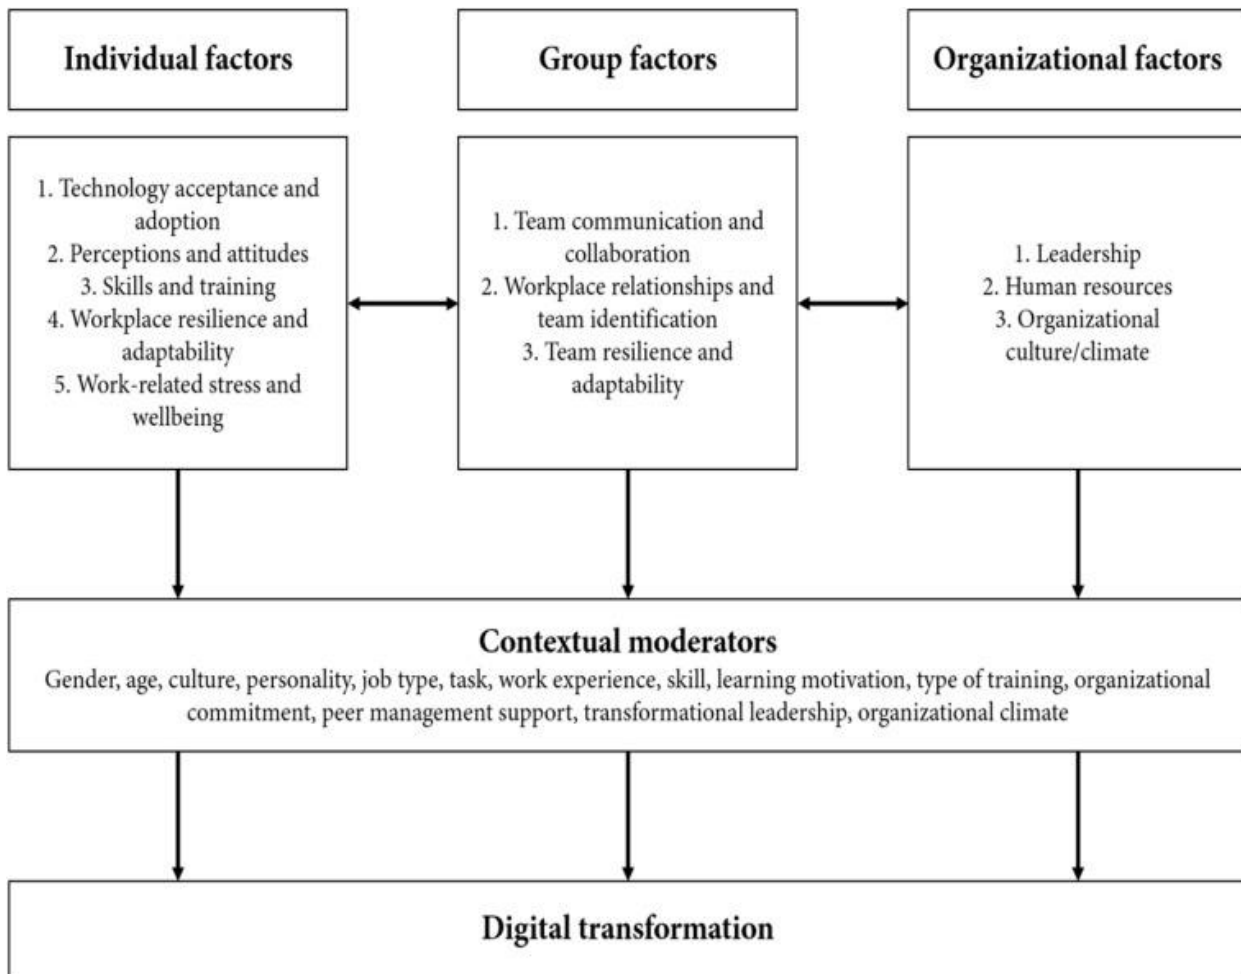 Individual factors
Group factors
Organizational factors
1. Technology acceptance and
adoption
2. Perceptions and attitudes
3. Skills and training
4. Workplace resilience and
adaptability
5. Work-related stress and
wellbeing
1. Team communication and
collaboration
2. Workplace relationships and
team identification
3. Team resilience and
adaptability
1. Leadership
2. Human resources
3. Organizational
culture/climate
Contextual moderators
Gender, age, culture, personality, job type, task, work experience, skill, learning motivation, type of training, organizational
commitment, peer management support, transformational leadership, organizational climate
Digital transformation